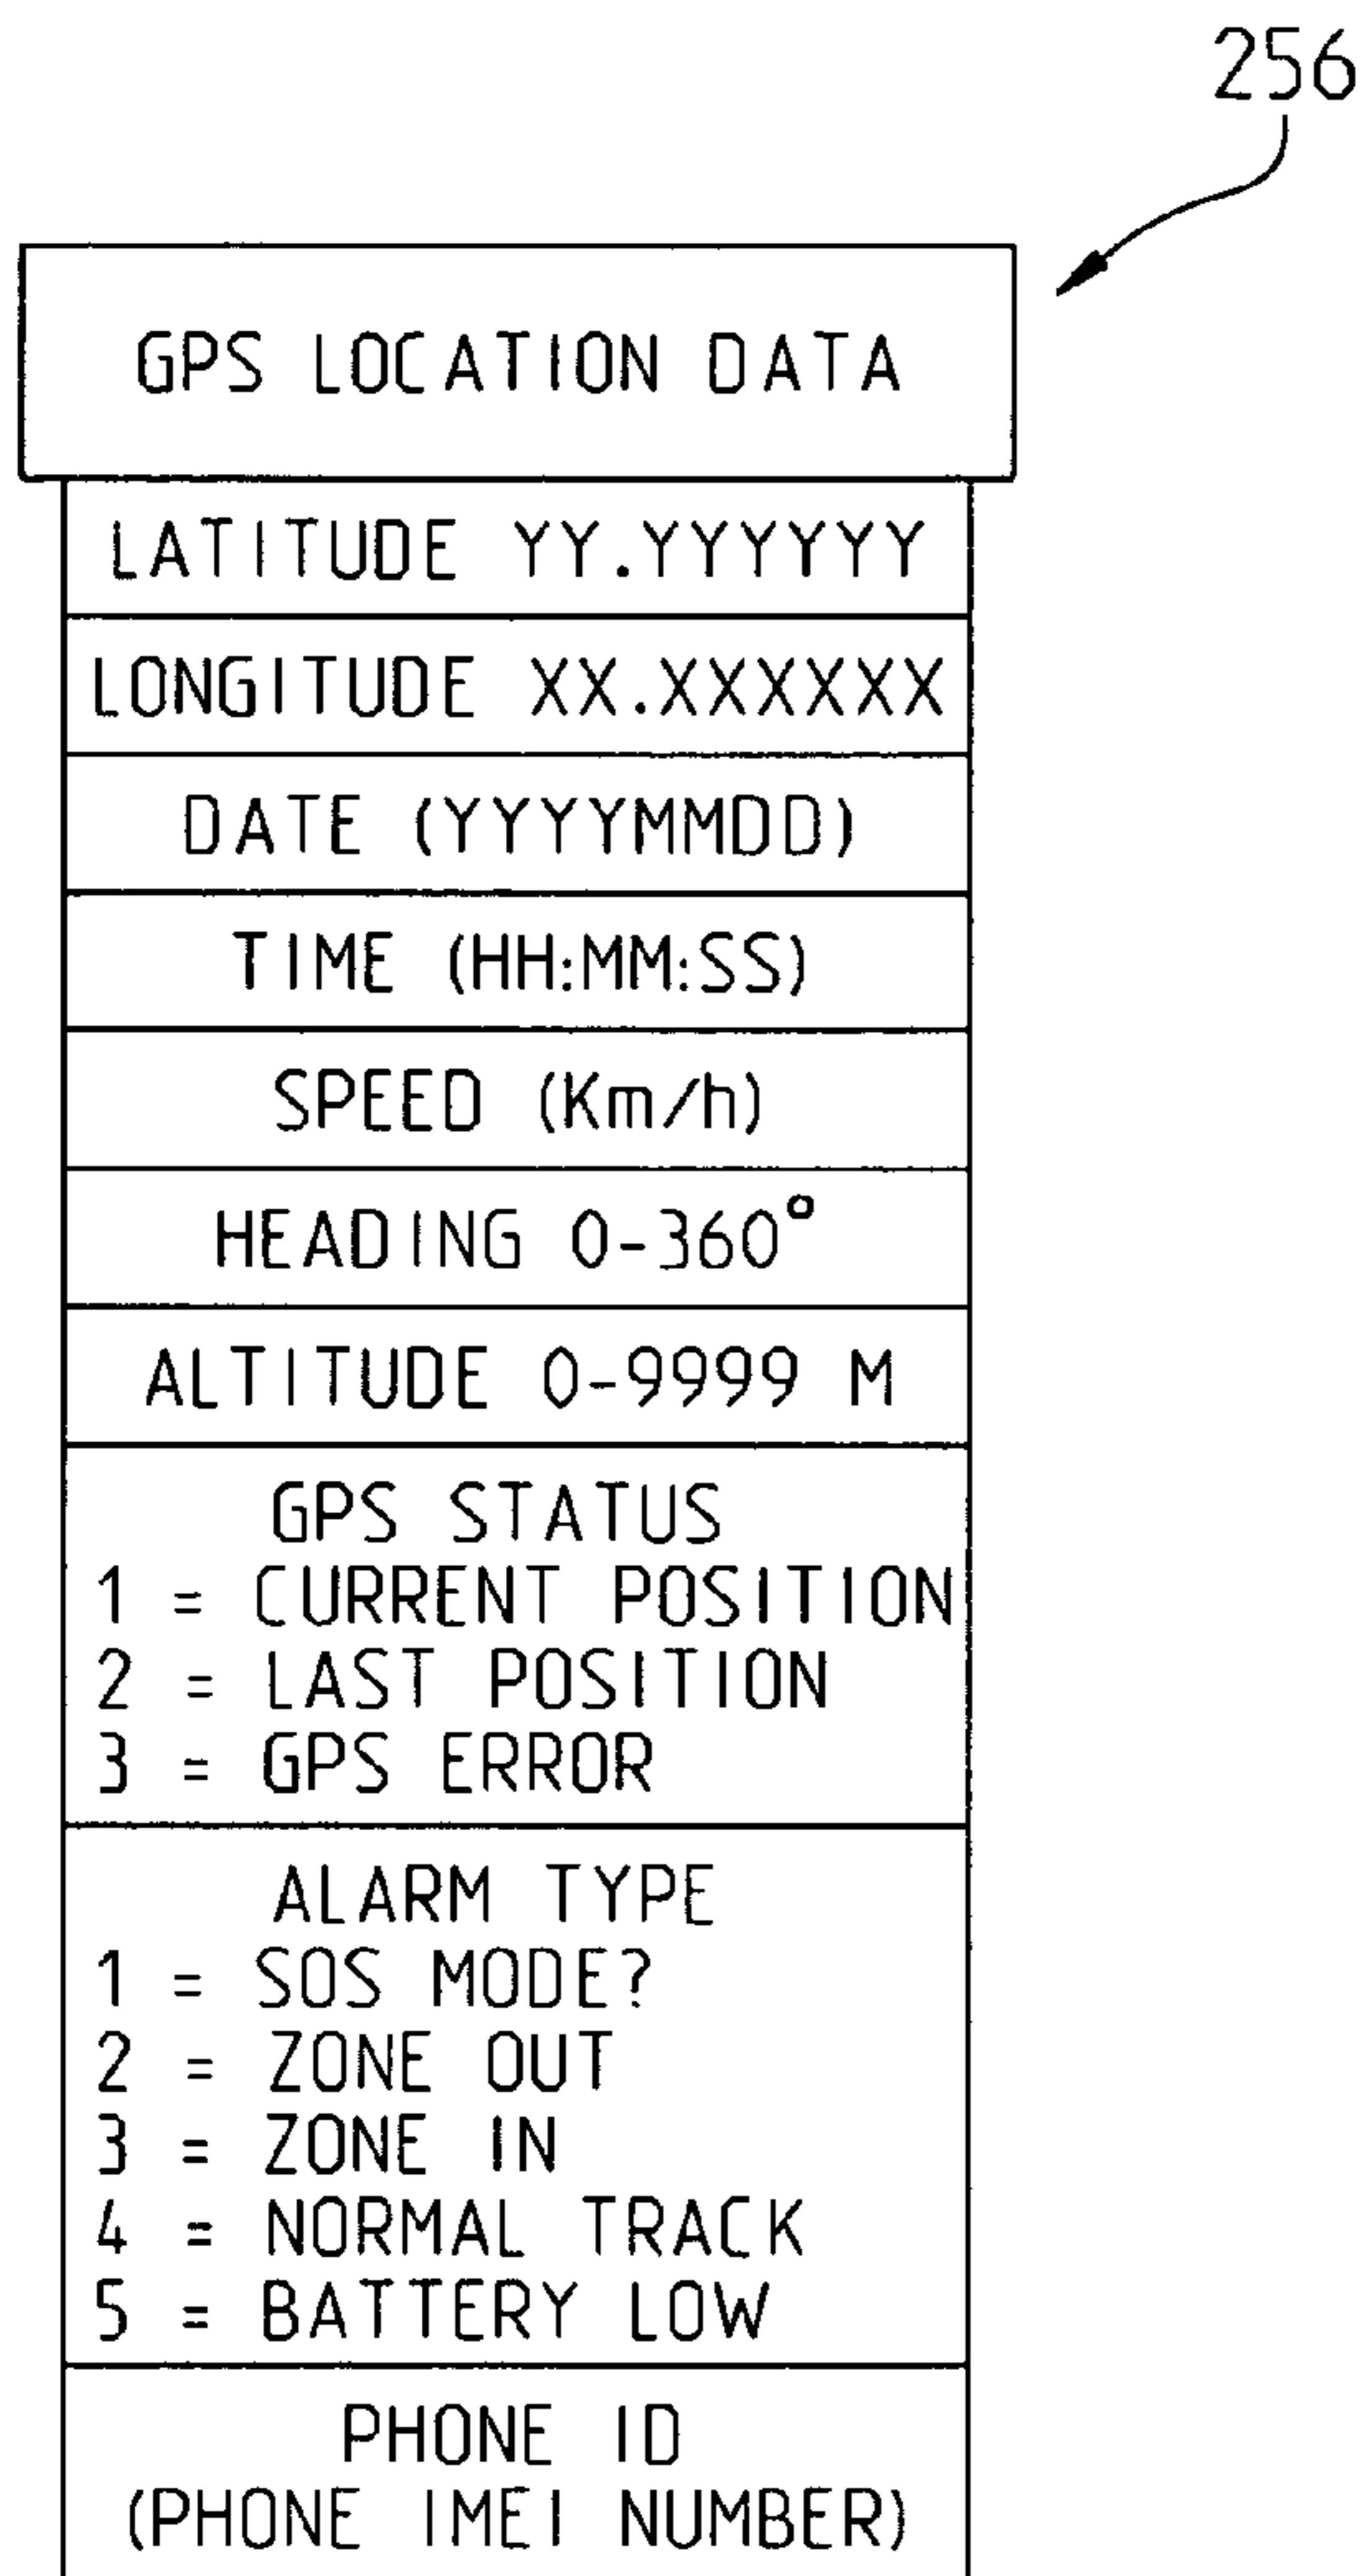 256
GPS LOCATION DATA
LATITUDE YY.YYYYYY
LONGITUDE XX.XXXXXX
DATE (YYYYMMDD)
TIME (HH:MM:SS)
SPEED (Km/h)
HEADING 0-360°
ALTITUDE 0-9999 M
GPS STATUS
1 = CURRENT POSITION
2 = LAST POSITION
3 = GPS ERROR
ALARM TYPE
1 = SOS MODE?
2 = ZONE OUT
3 = ZONE IN
4 = NORMAL TRACK
5 = BATTERY LOW
PHONE ID
(PHONE IMEI NUMBER)